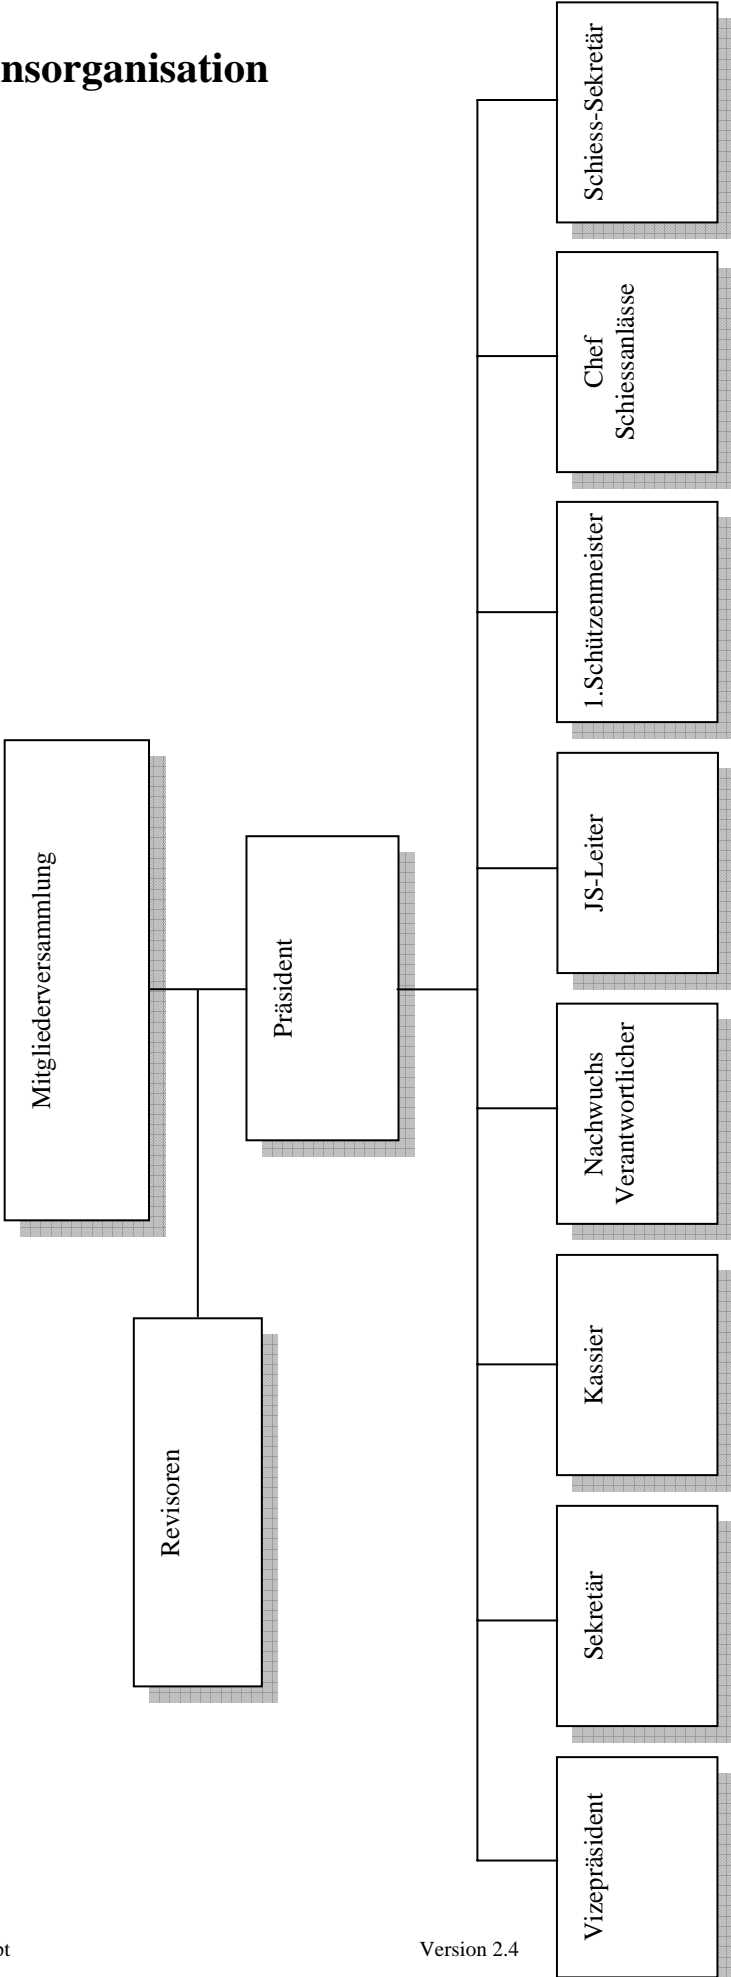 nsorganisation
Mitgliederversammlung
Revisoren
Präsident
Vizepräsident
Sekretär
Kassier
Nachwuchs
Verantwortlicher
JS-Leiter
1.Schützenmeister
Chef
Schiessanlässe
Schiess-Sekretär
pt
Version 2.4